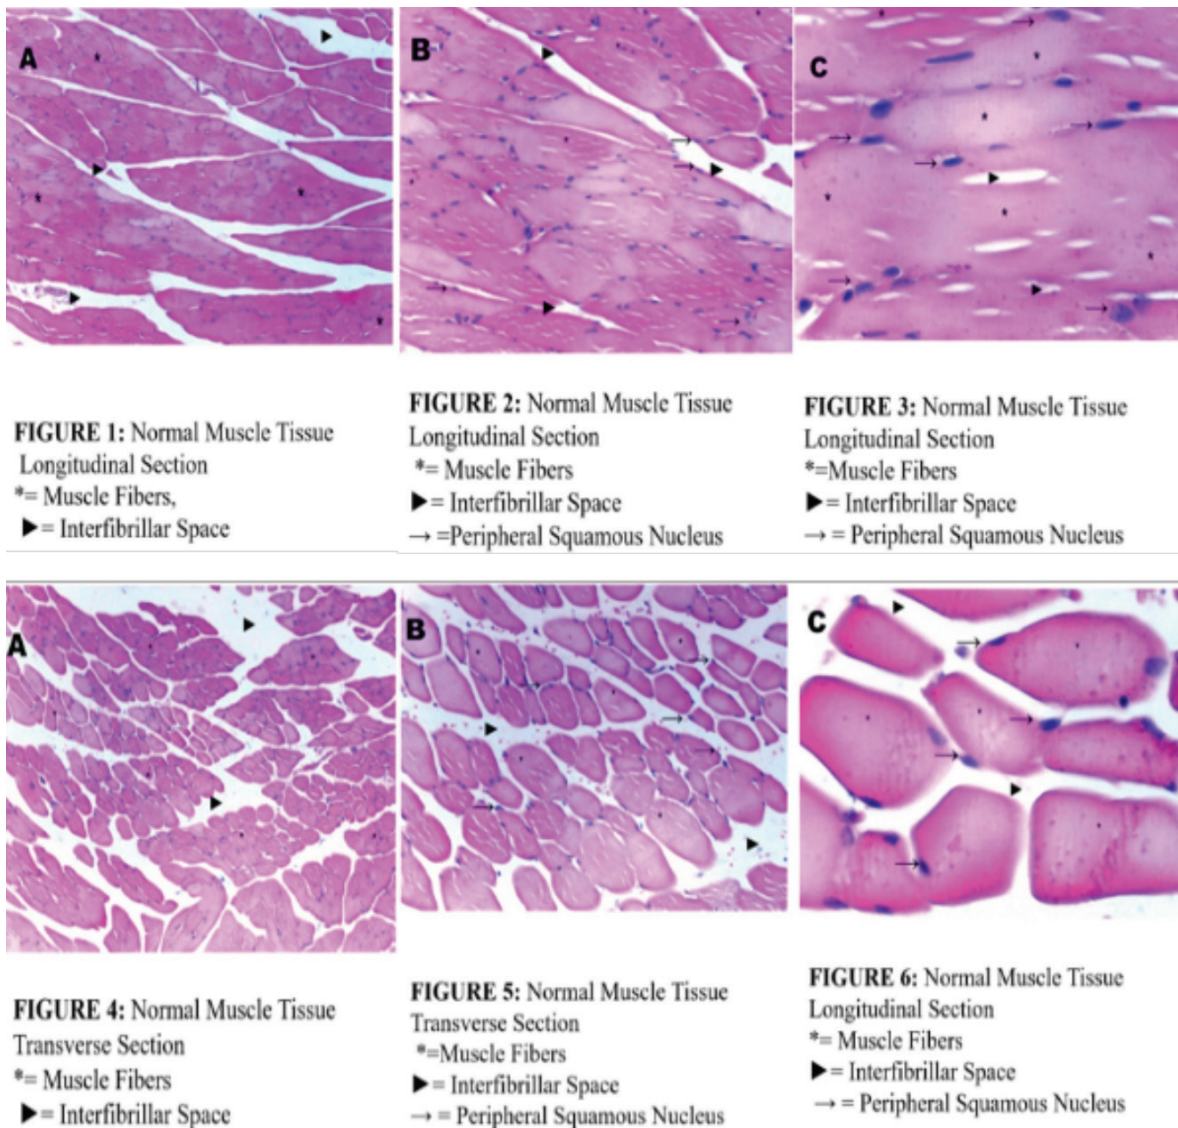 A
B
C
FIGURE 1: Normal Muscle Tissue
Longitudinal Section
*= Muscle Fibers,
▶= Interfibrillar Space
FIGURE 2: Normal Muscle Tissue
Longitudinal Section
*= Muscle Fibers
▶= Interfibrillar Space
→ =Peripheral Squamous Nucleus
FIGURE 3: Normal Muscle Tissue
Longitudinal Section
*=Muscle Fibers
▶= Interfibrillar Space
→ = Peripheral Squamous Nucleus
A
B
C
FIGURE 4: Normal Muscle Tissue
Transverse Section
*= Muscle Fibers
▶= Interfibrillar Space
FIGURE 5: Normal Muscle Tissue
Transverse Section
*=Muscle Fibers
▶= Interfibrillar Space
→ = Peripheral Squamous Nucleus
FIGURE 6: Normal Muscle Tissue
Longitudinal Section
*= Muscle Fibers
▶= Interfibrillar Space
→ = Peripheral Squamous Nucleus